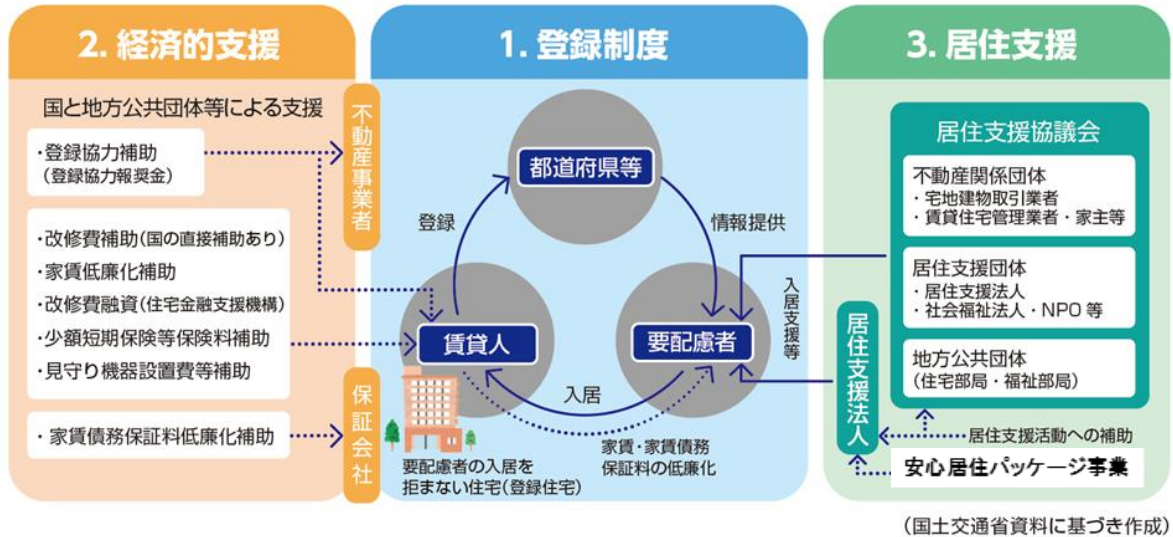 2. 経済的支援
国と地方公共団体等による支援
・登録協力補助
(登録協力報奨金)
・改修費補助(国の直接補助あり)
・家賃低廉化補助
・改修費融資(住宅金融支援機構)
・少額短期保険等保険料補助
・見守り機器設置費等補助
・家賃債務保証料低廉化補助
不動産事業者
保証会社
1. 登録制度
都道府県等
登録
情報提供
賃貸人
要配慮者
入居
家賃・家賃債務
保証料の低廉化
要配慮者の入居を
拒まない住宅(登録住宅)
入居支援等
3. 居住支援
居住支援協議会
不動産関係団体
・宅地建物取引業者
・賃貸住宅管理業者・家主等
居住支援団体
・居住支援法人
・社会福祉法人・NPO 等
地方公共団体
(住宅部局・福祉部局)
居住支援法人
居住支援活動への補助
安心居住パッケージ事業
(国土交通省資料に基づき作成)